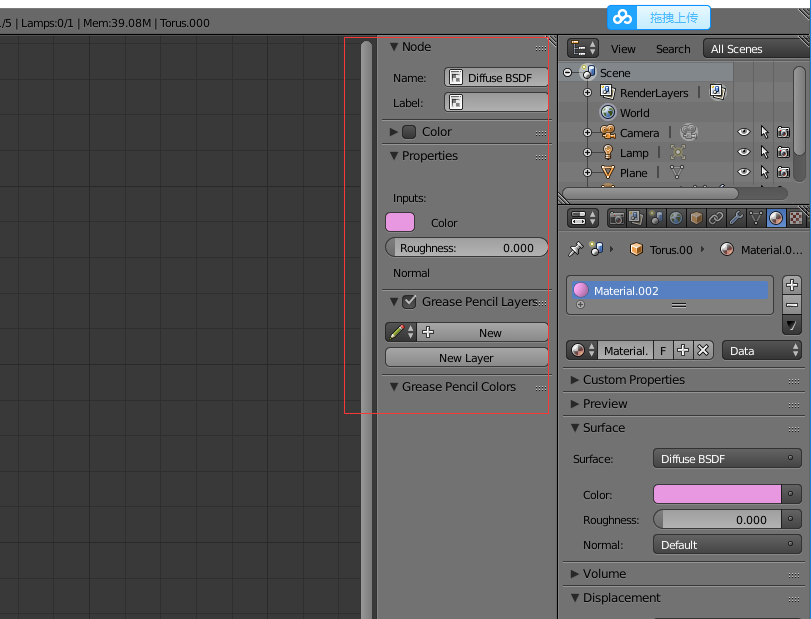 /5 | Lamps:0/1 | Mem:39.08M | Torus.000
拖拽上传
Node
Name: Diffuse BSDF
Label:
Color
Properties
Inputs:
Color
Roughness: 0.000
Normal
Grease Pencil Layers
New
New Layer
Grease Pencil Colors
View Search All Scenes
Scene
RenderLayers |
World
Camera |
Lamp |
Plane |
Torus.00 Material.0...
Material.002
Material. F Data
Custom Properties
Preview
Surface
Surface: Diffuse BSDF
Color:
Roughness: 0.000
Normal: Default
Volume
Displacement